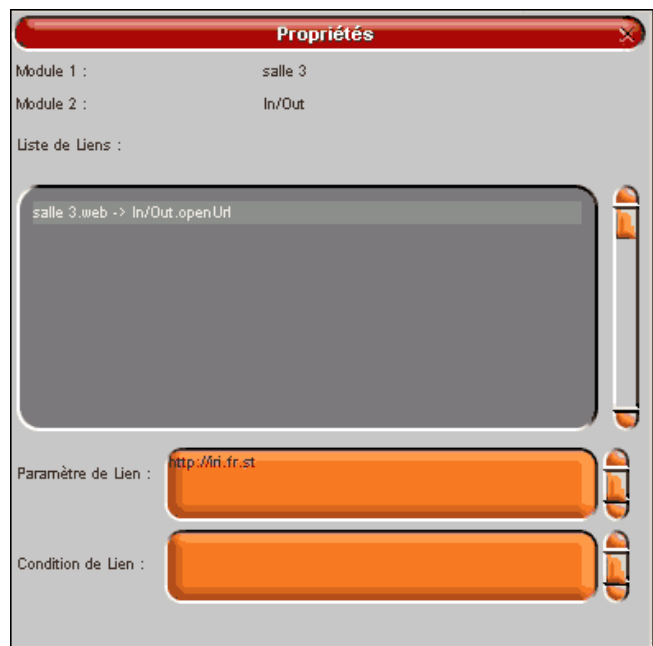 Propriétés
Module 1 : salle 3
Module 2 : In/Out
Liste de Liens :
salle 3.web -> In/Out.openUrl
Paramètre de Lien : http://iri.fr.st
Condition de Lien :